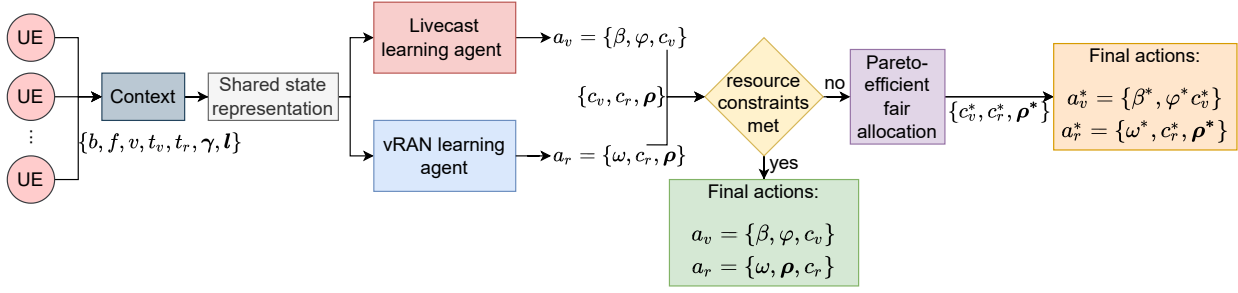 UE
UE
⋮
UE
Context
{b, f, v, t_v, t_r, γ, l}
Shared state
representation
Livecast
learning agent
vRAN learning
agent
a_v = {β, φ, c_v}
{c_v, c_r, ρ}
a_r = {ω, c_r, ρ}
resource
constraints
met
no
yes
Pareto-
efficient
fair
allocation
{c_v^*, c_r^*, ρ^*}
Final actions:
a_v^* = {β^*, φ^* c_v^*}
a_r^* = {ω^*, c_r^*, ρ^*}
Final actions:
a_v = {β, φ, c_v}
a_r = {ω, ρ, c_r}